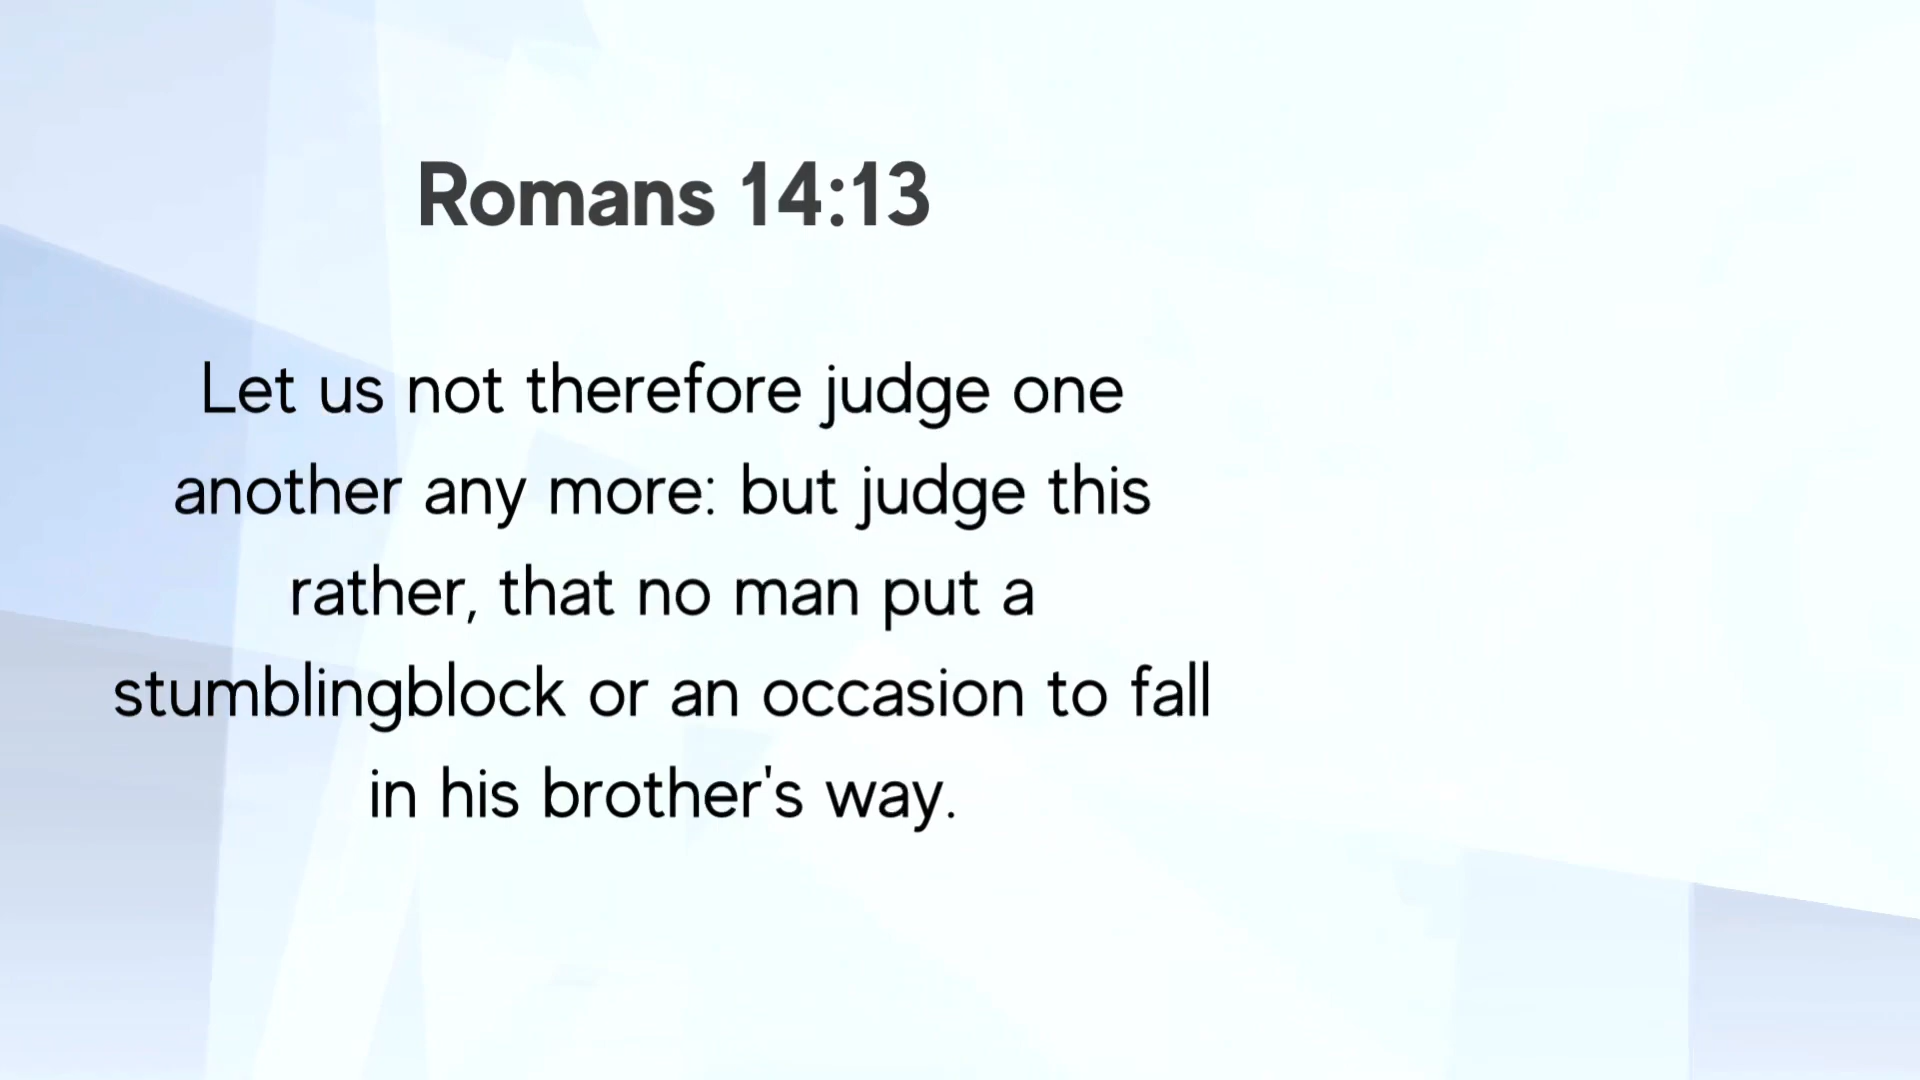 Romans 14:13
Let us not therefore judge one
another any more: but judge this
rather, that no man put a
stumblingblock or an occasion to fall
in his brother's way.